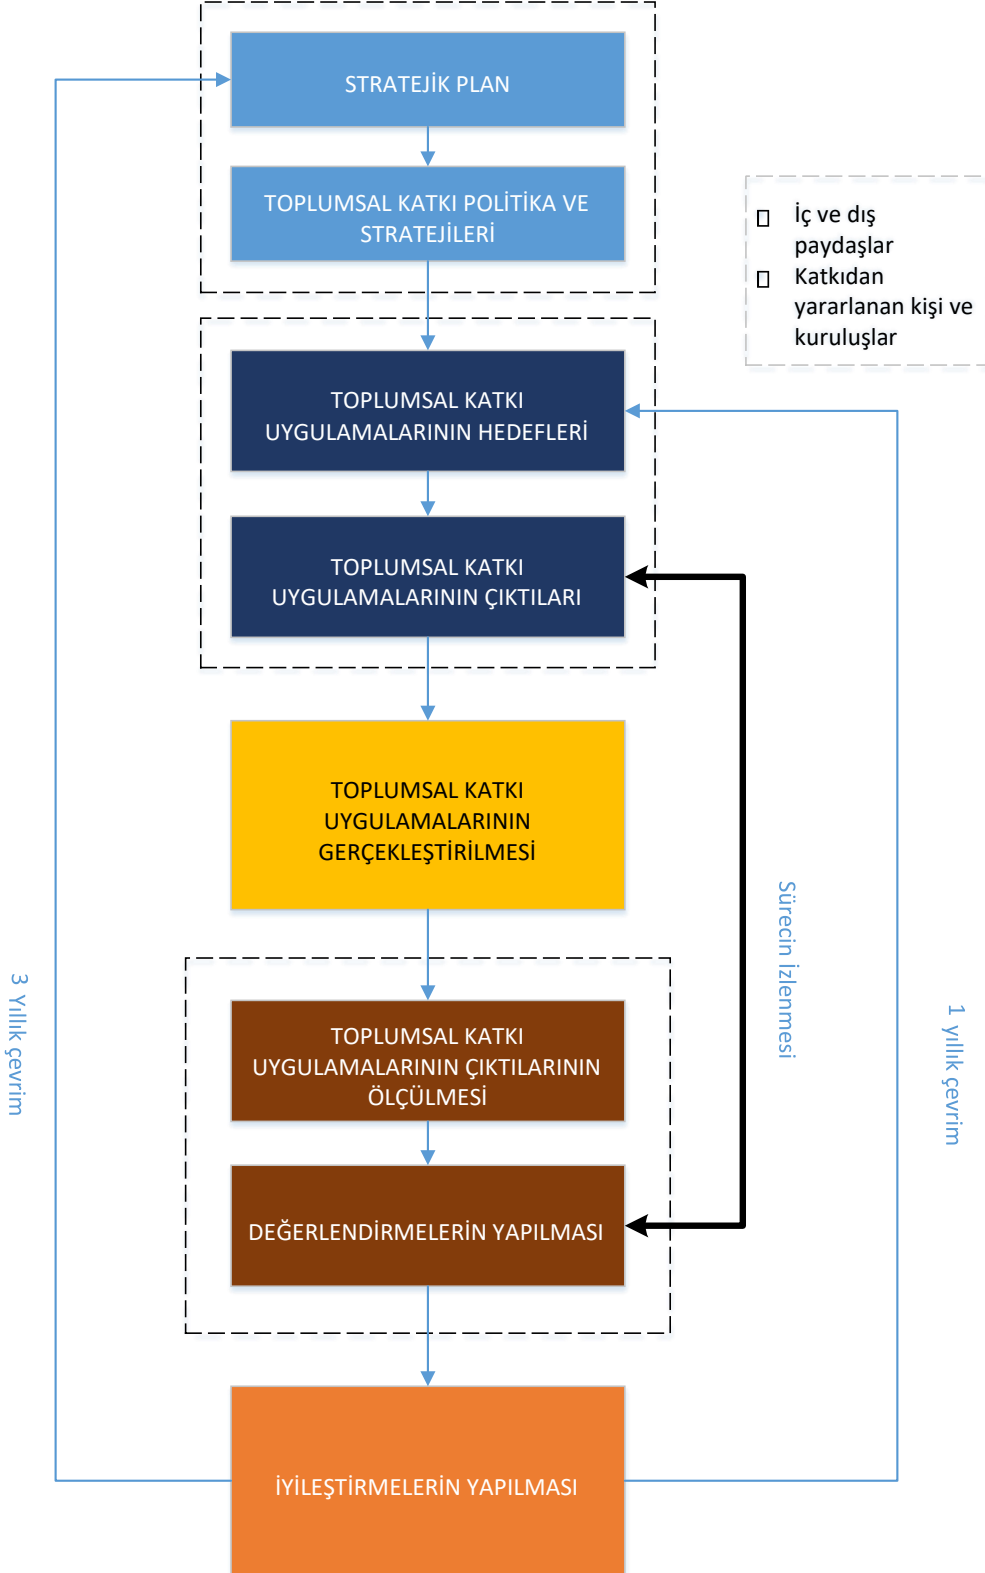 STRATEJİK PLAN
TOPLUMSAL KATKI POLİTİKA VE
STRATEJİLERİ
İç ve dış
paydaşlar
Katkıdan
yararlanan kişi ve
kuruluşlar
TOPLUMSAL KATKI
UYGULAMALARININ HEDEFLERİ
TOPLUMSAL KATKI
UYGULAMALARININ ÇIKTILARI
TOPLUMSAL KATKI
UYGULAMALARININ
GERÇEKLEŞTİRİLMESİ
Sürecin İzlenmesi
3 Yıllık çevrim
1 yıllık çevrim
TOPLUMSAL KATKI
UYGULAMALARININ ÇIKTILARININ
ÖLÇÜLMESİ
DEĞERLENDİRMELERİN YAPILMASI
İYİLEŞTİRMELERİN YAPILMASI